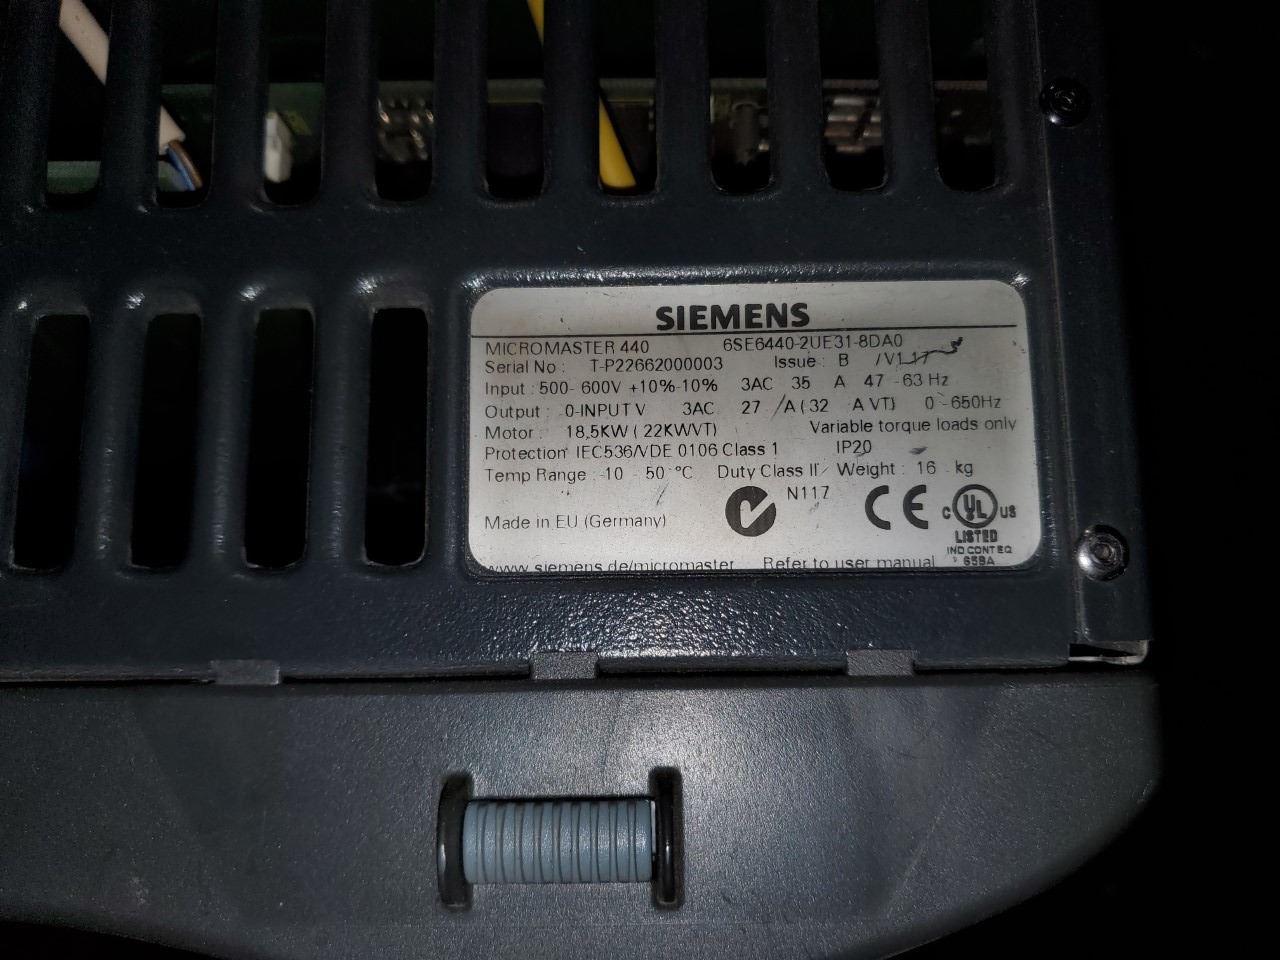 SIEMENS
MICROMASTER 440 6SE6440-2UE31-8DA0
Serial No : T-P22662000003 Issue : B /V1.17
Input : 500- 600V +10%-10% 3AC 35 A 47 -63 Hz
Output : 0-INPUT V 3AC 27 A ( 32 A VT) 0 -650Hz
Motor : 18,5KW ( 22KWVT) Variable torque loads only
Protection IEC536/VDE 0106 Class 1 IP20
Temp Range : -10 - 50 °C Duty Class II Weight : 16 kg
N117
CE
C UL US
LISTED
IND CONT EQ
Made in EU (Germany)
www.siemens.de/micromaster Refer to user manual